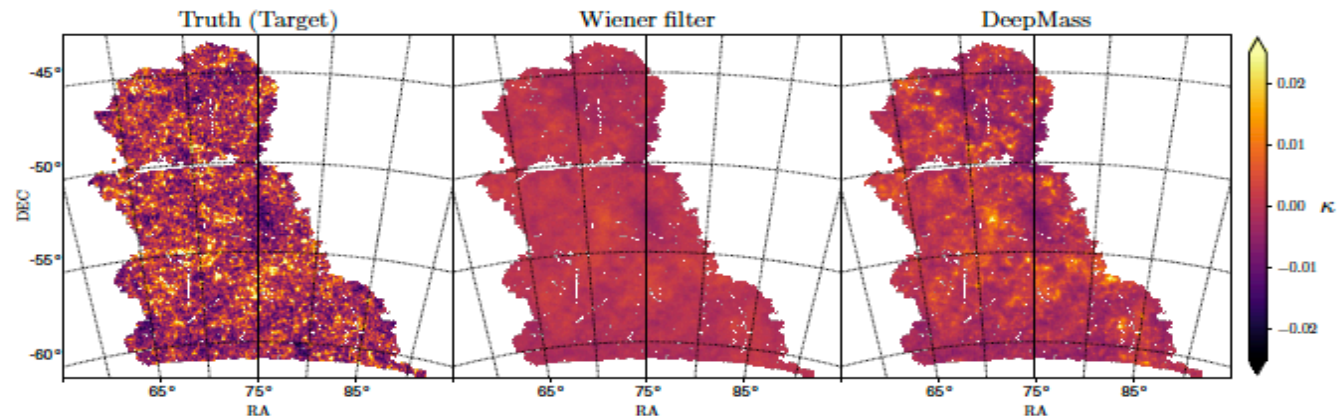 Truth (Target)
Wiener filter
DeepMass
-45°
-50°
-55°
-60°
DEC
65°
75°
85°
RA
65°
75°
85°
RA
65°
75°
85°
RA
0.02
0.01
0.00
−0.01
−0.02
κ